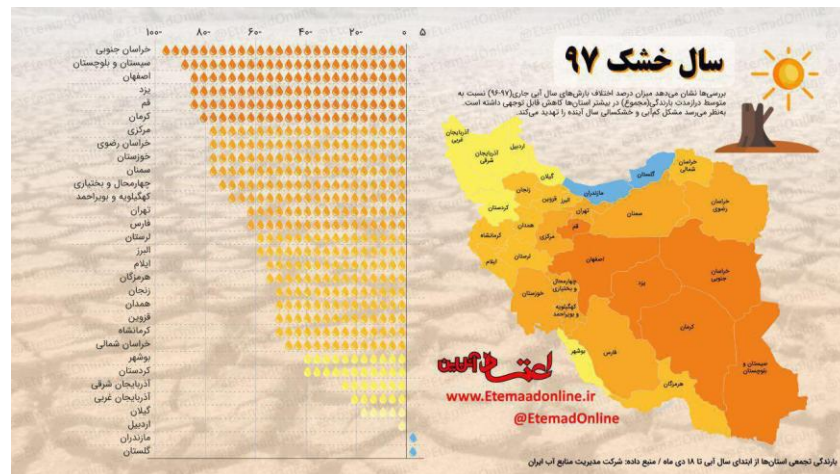 سال خشک ۹۷
بررسی‌ها نشان می‌دهد میزان درصد اختلاف بارش‌های سال آبی جاری(۹۷-۹۶) نسبت به
متوسط درازمدت بارندگی(مجموع) در بیشتر استان‌ها کاهش قابل توجهی داشته است.
به‌نظر می‌رسد مشکل کم‌آبی و خشکسالی سال آینده را تهدید می‌کند.
۱۰۰- ۸۰- ۶۰- ۴۰- ۲۰- ۰ ۵
خراسان جنوبی
سیستان و بلوچستان
اصفهان
یزد
قم
کرمان
مرکزی
خراسان رضوی
خوزستان
سمنان
چهارمحال و بختیاری
کهگیلویه و بویراحمد
تهران
فارس
لرستان
البرز
ایلام
هرمزگان
زنجان
همدان
قزوین
کرمانشاه
خراسان شمالی
بوشهر
کردستان
آذربایجان شرقی
آذربایجان غربی
گیلان
اردبیل
مازندران
گلستان
آذربایجان
غربی
اردبیل
آذربایجان
شرقی
گیلان
خراسان
شمالی
گلستان
زنجان
مازندران
کردستان
قزوین
البرز
تهران
سمنان
خراسان
رضوی
همدان
قم
کرمانشاه
مرکزی
لرستان
ایلام
اصفهان
خراسان
جنوبی
چهارمحال
و بختیاری
یزد
خوزستان
کهگیلویه
و بویراحمد
کرمان
فارس
بوشهر
سیستان و
بلوچستان
هرمزگان
اعتمادآنلاین
www.Etemaadonline.ir
@EtemadOnline
بارندگی تجمعی استان‌ها از ابتدای سال آبی تا ۱۸ دی ماه / منبع داده: شرکت مدیریت منابع آب ایران